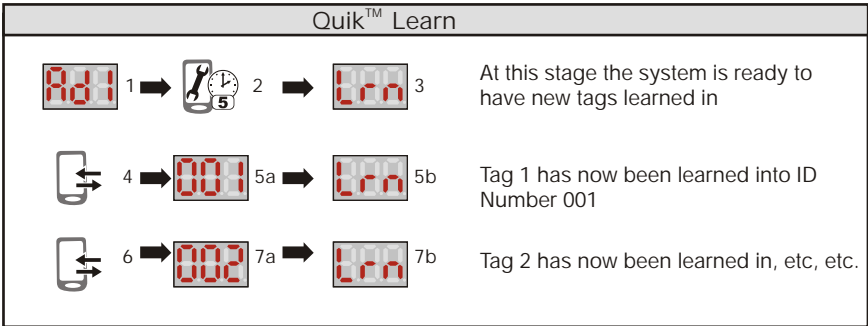 Quik™ Learn
Ad1 1 5 2 Lrn 3
At this stage the system is ready to
have new tags learned in
4 001 5a Lrn 5b
Tag 1 has now been learned into ID
Number 001
6 002 7a Lrn 7b
Tag 2 has now been learned in, etc, etc.